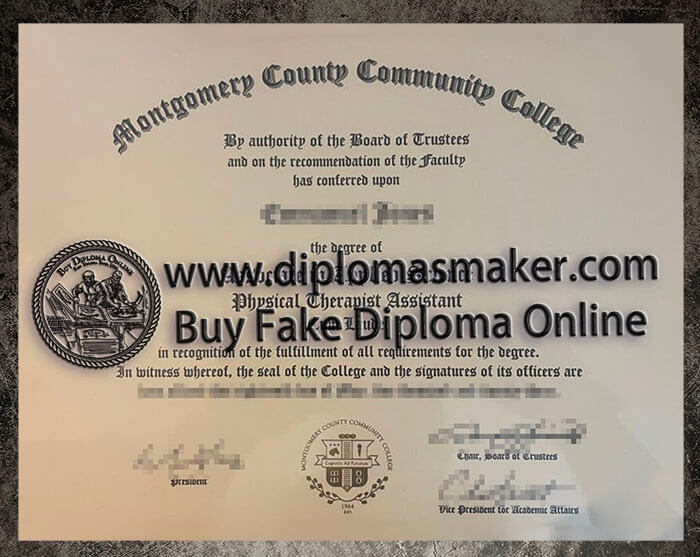 Montgomery County Community College
By authority of the Board of Trustees
and on the recommendation of the Faculty
has conferred upon
the degree of
BUY DIPLOMA ONLINE
www.diplomasmaker.com
Physical Therapist Assistant
Buy Fake Diploma Online
in recognition of the fulfillment of all requirements for the degree.
In witness whereof, the seal of the College and the signatures of its officers are
MONTGOMERY COUNTY COMMUNITY COLLEGE
1964
EST.
Chair, Board of Trustees
President
Vice President for Academic Affairs